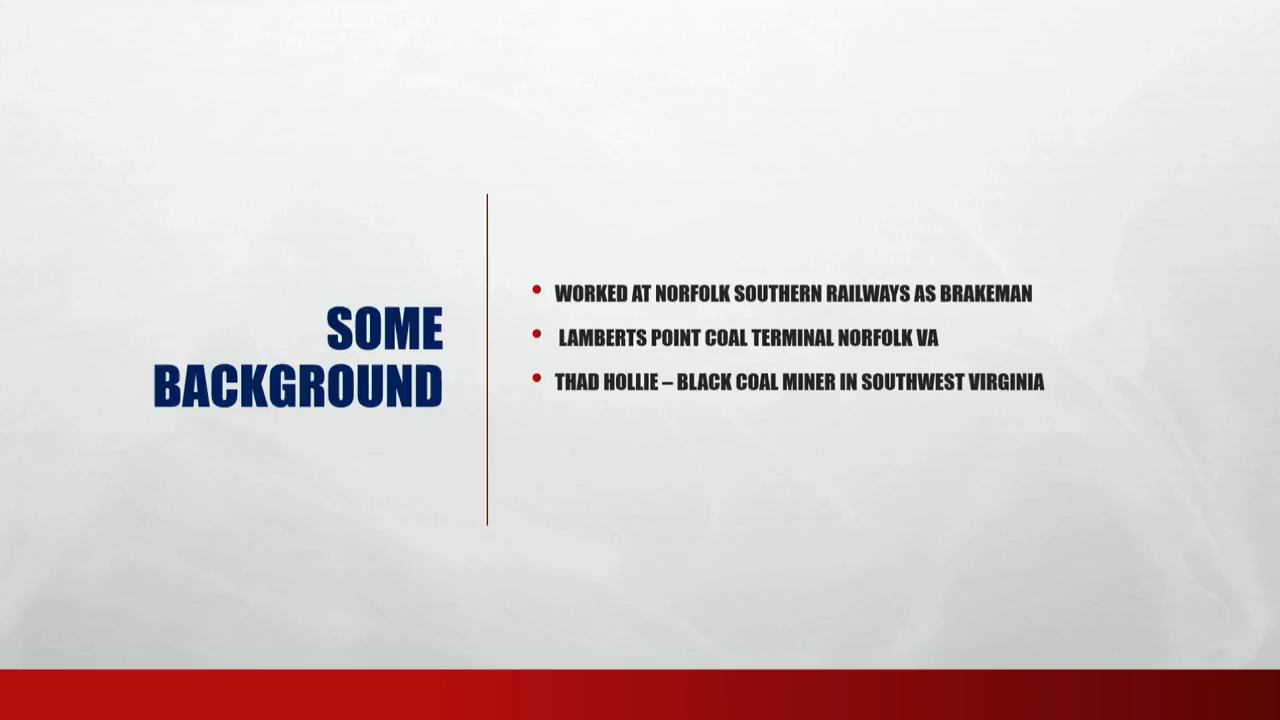 SOME
BACKGROUND
• WORKED AT NORFOLK SOUTHERN RAILWAYS AS BRAKEMAN
• LAMBERTS POINT COAL TERMINAL NORFOLK VA
• THAD HOLLIE – BLACK COAL MINER IN SOUTHWEST VIRGINIA